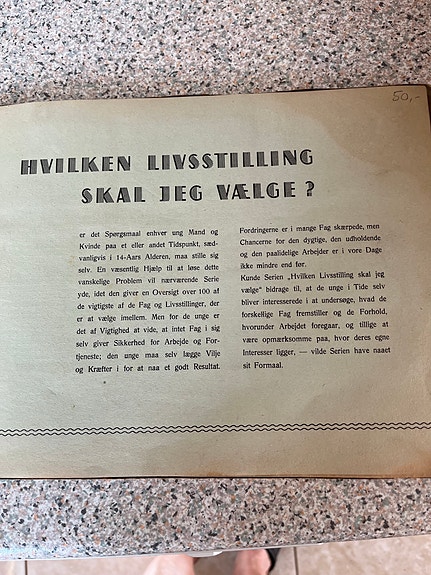 50,-
HVILKEN LIVSSTILLING
SKAL JEG VÆLGE?
er det Spørgsmaal enhver ung Mand og
Kvinde paa et eller andet Tidspunkt, sæd-
vanligvis i 14-Aars Alderen, maa stille sig
selv. En væsentlig Hjælp til at løse dette
vanskelige Problem vil nærværende Serie
yde, idet den giver en Oversigt over 100 af
de vigtigste af de Fag og Livsstillinger, der
er at vælge imellem. Men for de unge er
det af Vigtighed at vide, at intet Fag i sig
selv giver Sikkerhed for Arbejde og For-
tjeneste; den unge maa selv lægge Vilje
og Kræfter i for at naa et godt Resultat.
Fordringerne er i mange Fag skærpede, men
Chancerne for den dygtige, den udholdende
og den paalidelige Arbejder er i vore Dage
ikke mindre end før.
Kunde Serien „Hvilken Livsstilling skal jeg
vælge" bidrage til, at de unge i Tide selv
bliver interesserede i at undersøge, hvad de
forskellige Fag fremstiller og de Forhold,
hvorunder Arbejdet foregaar, og tillige at
være opmærksomme paa, hvor deres egne
Interesser ligger, — vilde Serien have naaet
sit Formaal.